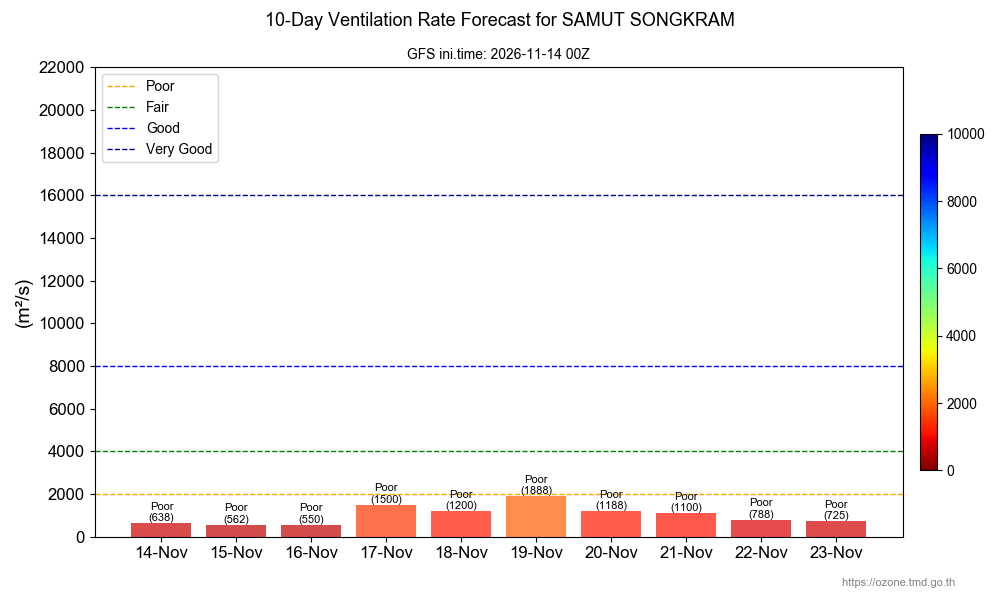 10-Day Ventilation Rate Forecast for SAMUT SONGKRAM
GFS ini.time: 2026-11-14 00Z
(m²/s)
22000
20000
18000
16000
14000
12000
10000
8000
6000
4000
2000
0
Poor
Fair
Good
Very Good
Poor
(638)
Poor
(562)
Poor
(550)
Poor
(1500)
Poor
(1200)
Poor
(1888)
Poor
(1188)
Poor
(1100)
Poor
(788)
Poor
(725)
14-Nov 15-Nov 16-Nov 17-Nov 18-Nov 19-Nov 20-Nov 21-Nov 22-Nov 23-Nov
10000
8000
6000
4000
2000
0
https://ozone.tmd.go.th